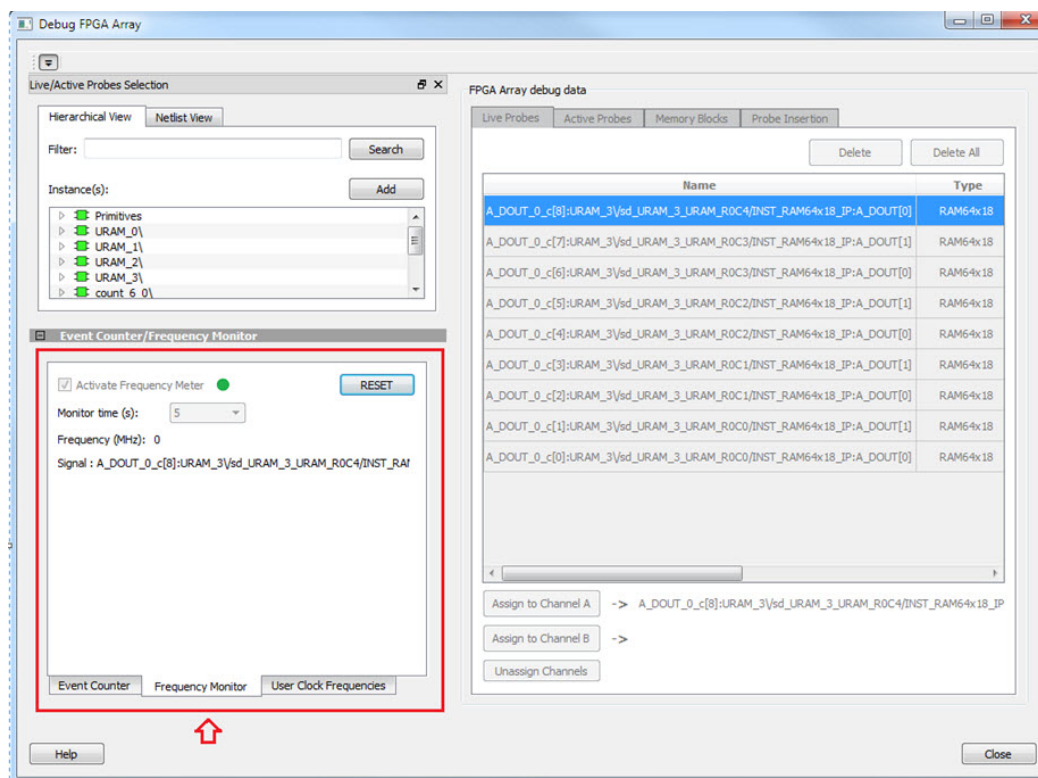 Debug FPGA Array
Live/Active Probes Selection
Hierarchical View
Netlist View
Filter:
Search
Instance(s):
Add
Primitives
URAM_0\
URAM_1\
URAM_2\
URAM_3\
count_6_0\
Event Counter/Frequency Monitor
Activate Frequency Meter
RESET
Monitor time (s):
5
Frequency (MHz): 0
Signal : A_DOUT_0_c[8]:URAM_3\/sd_URAM_3_URAM_R0C4/INST_RAM
Event Counter
Frequency Monitor
User Clock Frequencies
Help
FPGA Array debug data
Live Probes
Active Probes
Memory Blocks
Probe Insertion
Delete
Delete All
Name Type
A_DOUT_0_c[8]:URAM_3\/sd_URAM_3_URAM_R0C4/INST_RAM64x18_IP:A_DOUT[0] RAM64x18
A_DOUT_0_c[7]:URAM_3\/sd_URAM_3_URAM_R0C3/INST_RAM64x18_IP:A_DOUT[1] RAM64x18
A_DOUT_0_c[6]:URAM_3\/sd_URAM_3_URAM_R0C3/INST_RAM64x18_IP:A_DOUT[0] RAM64x18
A_DOUT_0_c[5]:URAM_3\/sd_URAM_3_URAM_R0C2/INST_RAM64x18_IP:A_DOUT[1] RAM64x18
A_DOUT_0_c[4]:URAM_3\/sd_URAM_3_URAM_R0C2/INST_RAM64x18_IP:A_DOUT[0] RAM64x18
A_DOUT_0_c[3]:URAM_3\/sd_URAM_3_URAM_R0C1/INST_RAM64x18_IP:A_DOUT[1] RAM64x18
A_DOUT_0_c[2]:URAM_3\/sd_URAM_3_URAM_R0C1/INST_RAM64x18_IP:A_DOUT[0] RAM64x18
A_DOUT_0_c[1]:URAM_3\/sd_URAM_3_URAM_R0C0/INST_RAM64x18_IP:A_DOUT[1] RAM64x18
A_DOUT_0_c[0]:URAM_3\/sd_URAM_3_URAM_R0C0/INST_RAM64x18_IP:A_DOUT[0] RAM64x18
Assign to Channel A -> A_DOUT_0_c[8]:URAM_3\/sd_URAM_3_URAM_R0C4/INST_RAM64x18_IP
Assign to Channel B ->
Unassign Channels
Close